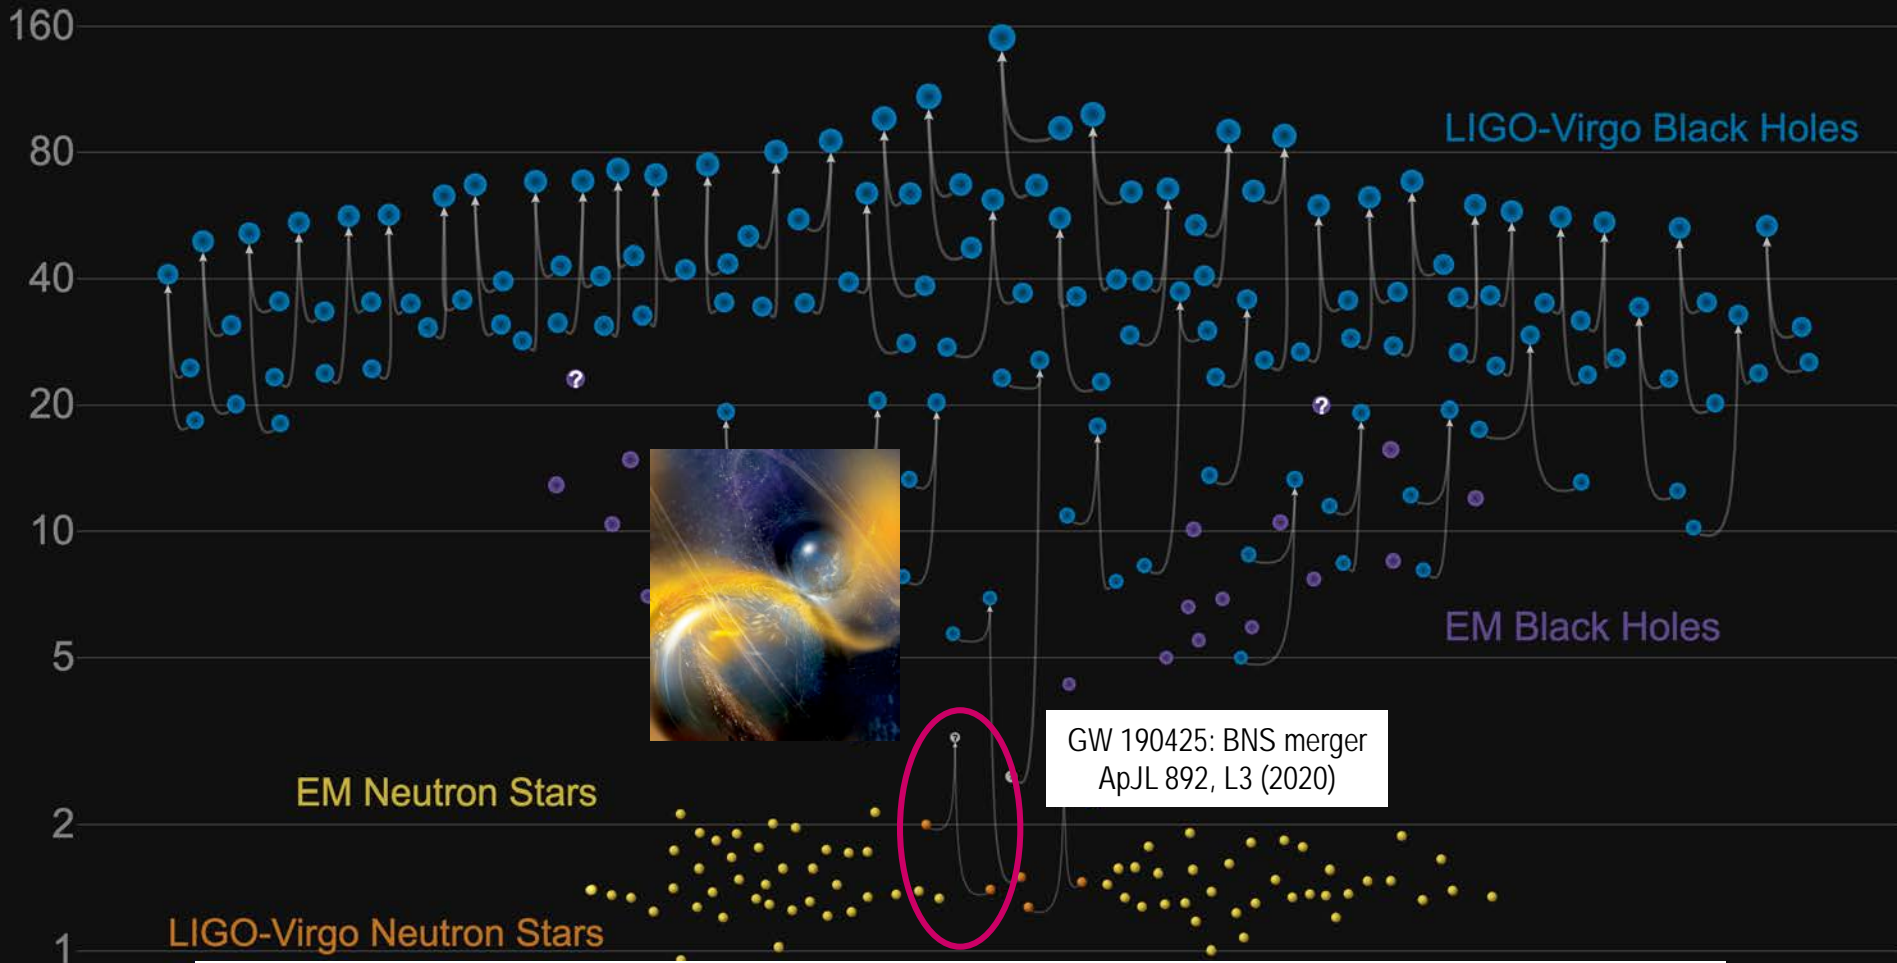 160
LIGO-Virgo Black Holes
80
40
?
20
?
10
EM Black Holes
5
GW 190425: BNS merger
ApJL 892, L3 (2020)
?
EM Neutron Stars
2
LIGO-Virgo Neutron Stars
1